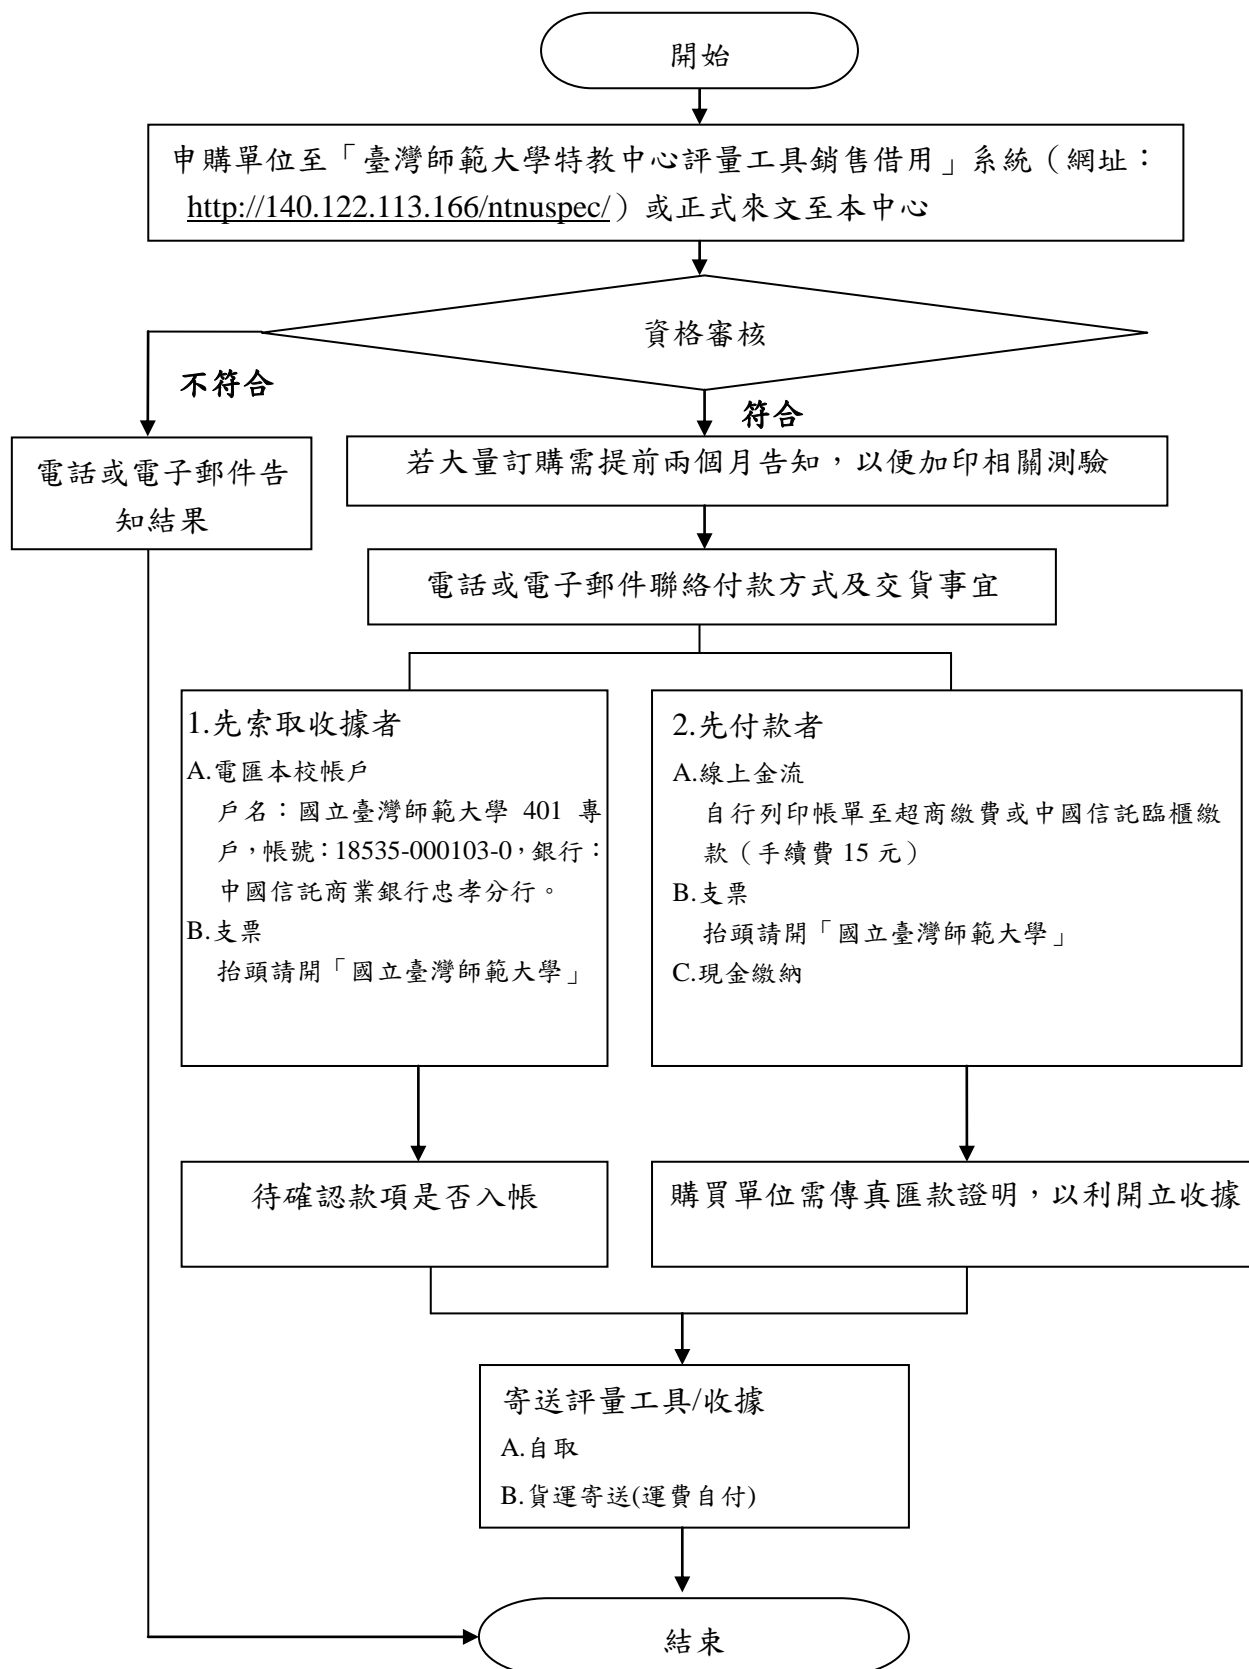 開始
申購單位至「臺灣師範大學特教中心評量工具銷售借用」系統（網址：
http://140.122.113.166/ntnuspec/）或正式來文至本中心
資格審核
不符合
符合
電話或電子郵件告
知結果
若大量訂購需提前兩個月告知，以便加印相關測驗
電話或電子郵件聯絡付款方式及交貨事宜
1.先索取收據者
A.電匯本校帳戶
戶名：國立臺灣師範大學 401 專
戶，帳號：18535-000103-0，銀行：
中國信託商業銀行忠孝分行。
B.支票
抬頭請開「國立臺灣師範大學」
2.先付款者
A.線上金流
自行列印帳單至超商繳費或中國信託臨櫃繳
款（手續費 15 元）
B.支票
抬頭請開「國立臺灣師範大學」
C.現金繳納
待確認款項是否入帳
購買單位需傳真匯款證明，以利開立收據
寄送評量工具/收據
A.自取
B.貨運寄送(運費自付)
結束